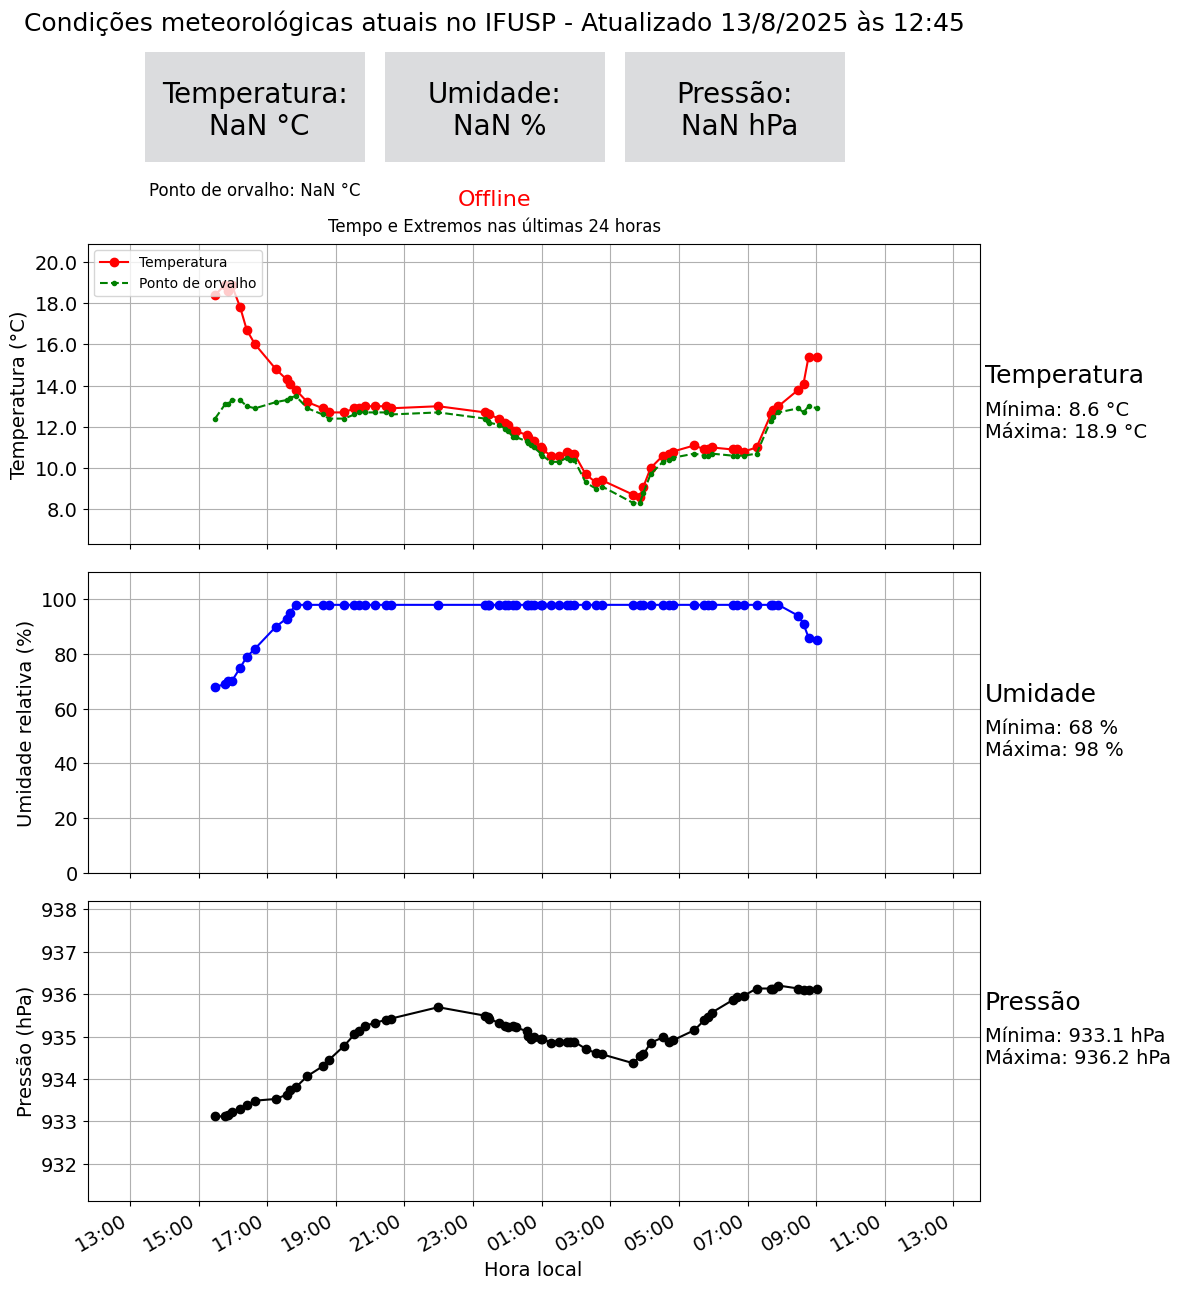 Condições meteorológicas atuais no IFUSP - Atualizado 13/8/2025 às 12:45
Temperatura:
NaN °C
Umidade:
NaN %
Pressão:
NaN hPa
Ponto de orvalho: NaN °C
Offline
Tempo e Extremos nas últimas 24 horas
Temperatura
Ponto de orvalho
Temperatura (°C)
20.0
18.0
16.0
14.0
12.0
10.0
8.0
Temperatura
Mínima: 8.6 °C
Máxima: 18.9 °C
Umidade relativa (%)
100
80
60
40
20
0
Umidade
Mínima: 68 %
Máxima: 98 %
Pressão (hPa)
938
937
936
935
934
933
932
Pressão
Mínima: 933.1 hPa
Máxima: 936.2 hPa
13:00 15:00 17:00 19:00 21:00 23:00 01:00 03:00 05:00 07:00 09:00 11:00 13:00
Hora local